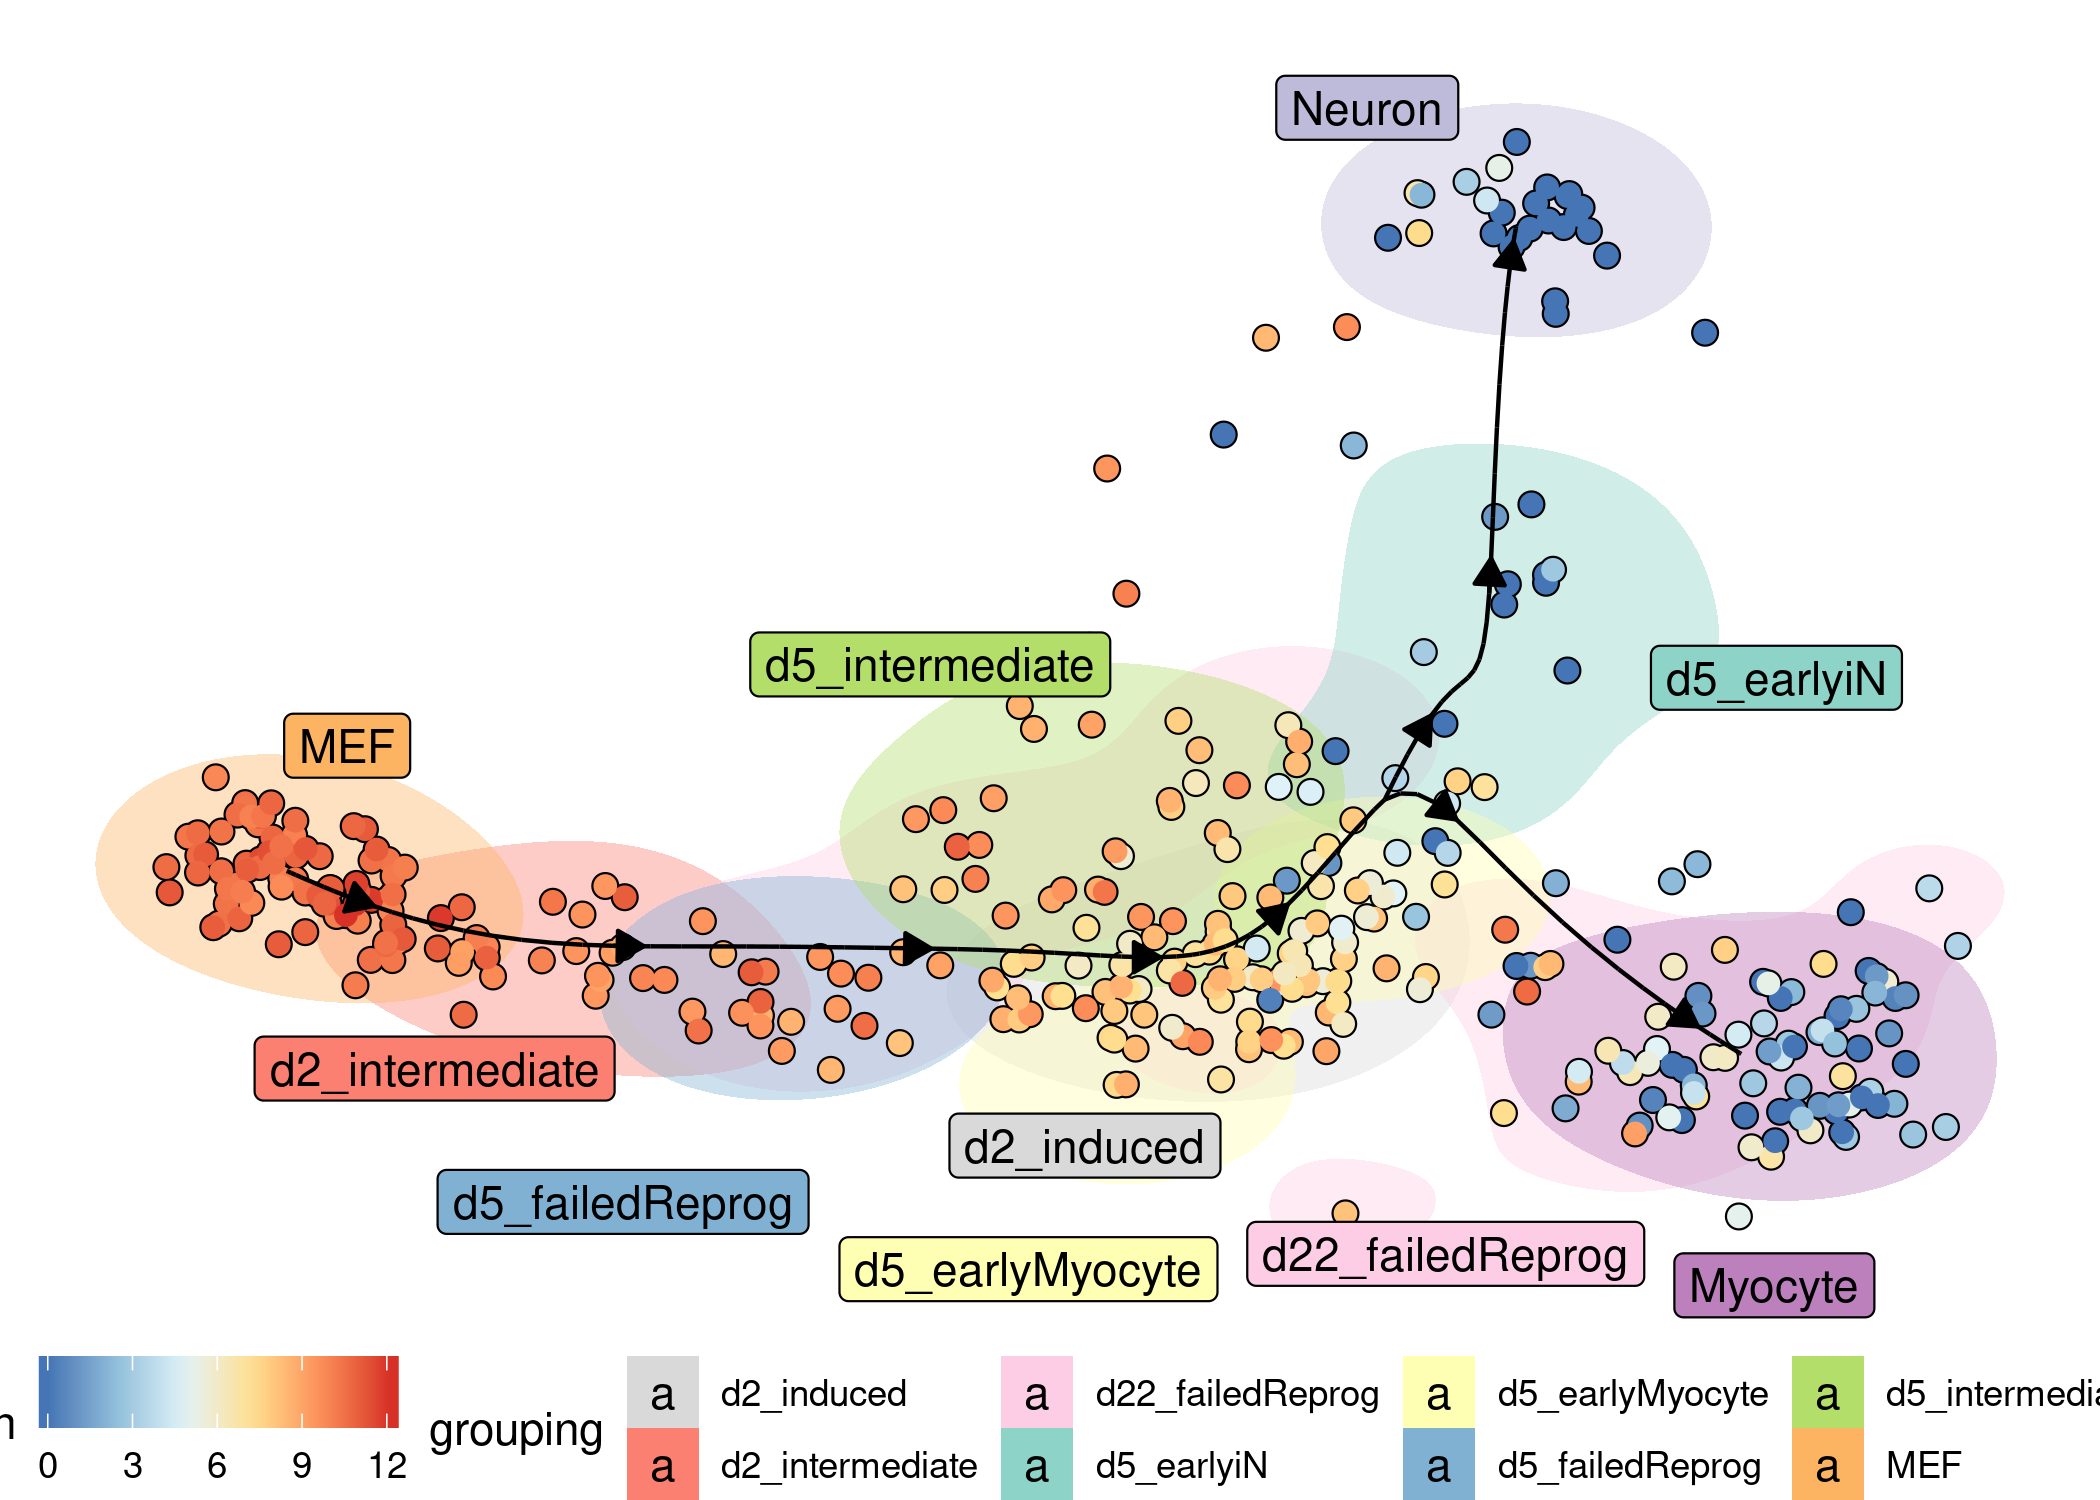 Neuron
d5_intermediate
d5_earlyiN
MEF
d2_intermediate
d2_induced
d5_failedReprog
d22_failedReprog
d5_earlyMyocyte
Myocyte
n
0 3 6 9 12
grouping
a d2_induced a d22_failedReprog a d5_earlyMyocyte a d5_intermedia
a d2_intermediate a d5_earlyiN a d5_failedReprog a MEF